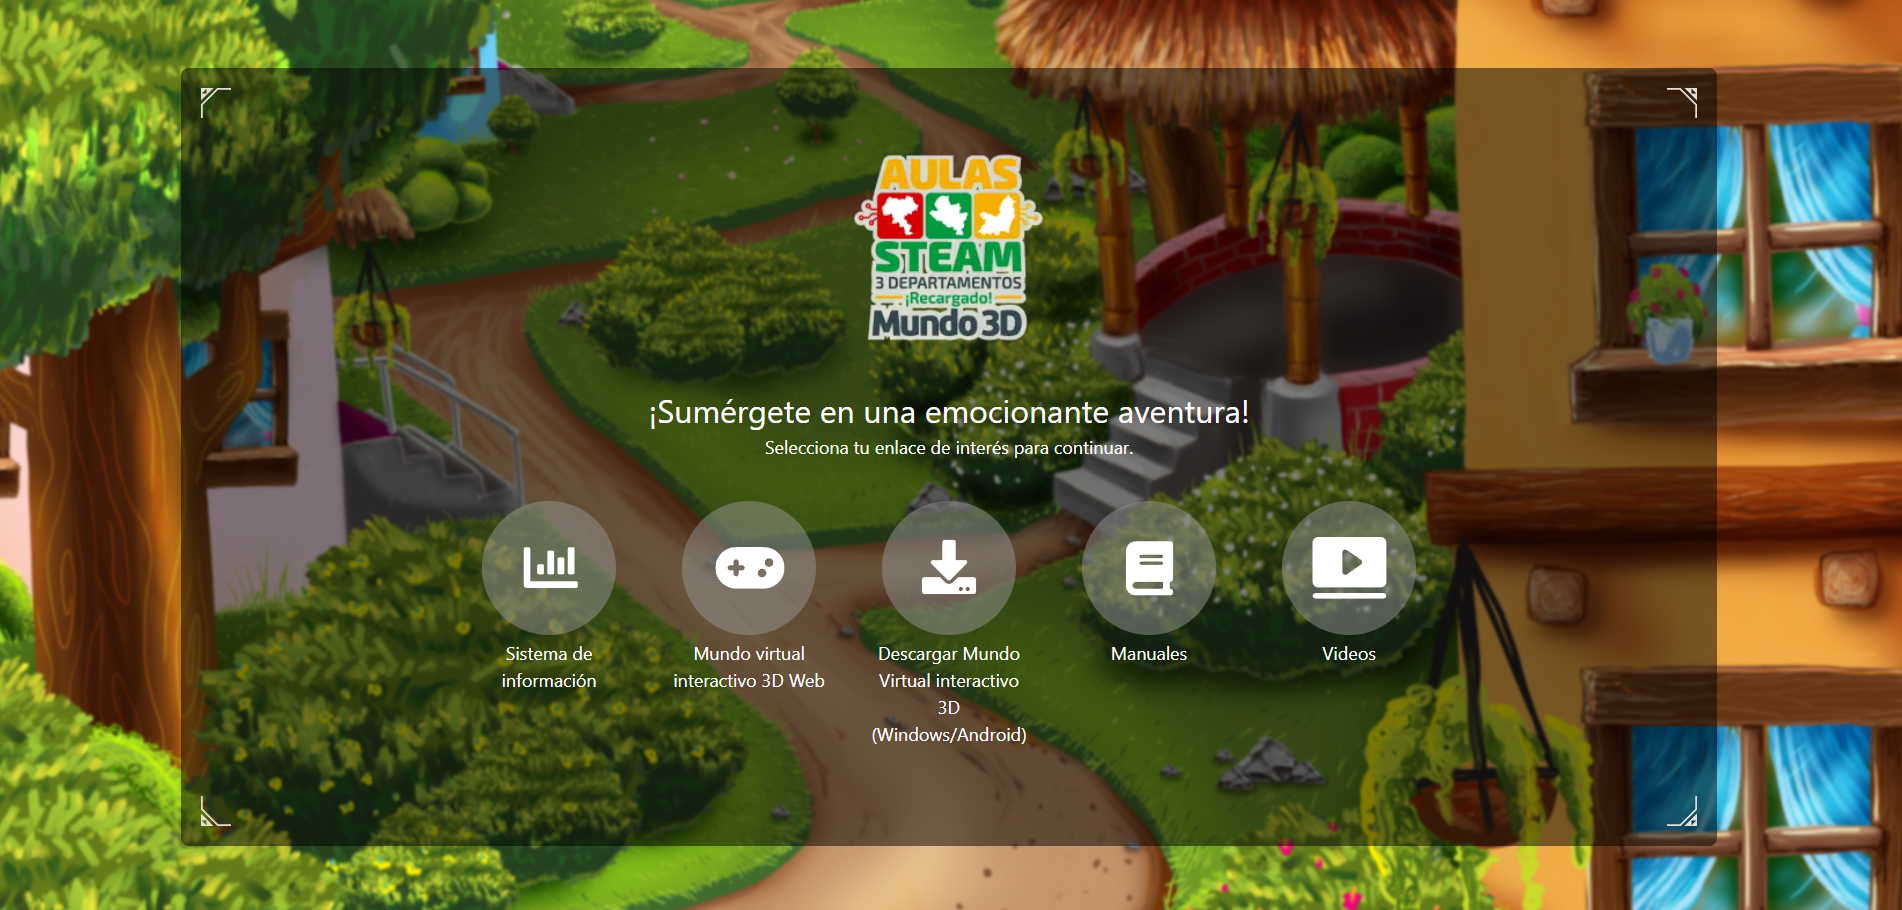 AULAS
STEAM
3 DEPARTAMENTOS
¡Recargado!
Mundo 3D
¡Sumérgete en una emocionante aventura!
Selecciona tu enlace de interés para continuar.
Sistema de
información
Mundo virtual
interactivo 3D Web
Descargar Mundo
Virtual interactivo
3D
(Windows/Android)
Manuales
Videos